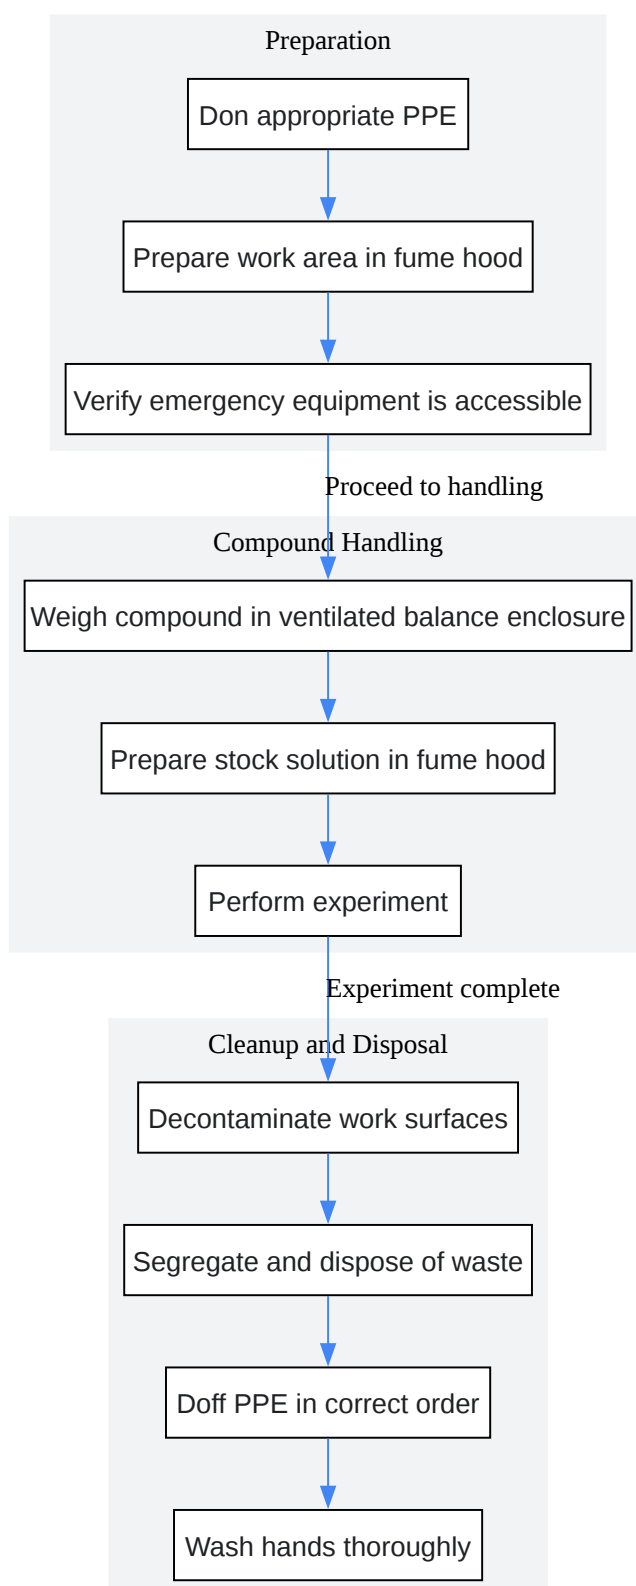 Preparation
Don appropriate PPE
Prepare work area in fume hood
Verify emergency equipment is accessible
Proceed to handling
Compound Handling
Weigh compound in ventilated balance enclosure
Prepare stock solution in fume hood
Perform experiment
Experiment complete
Cleanup and Disposal
Decontaminate work surfaces
Segregate and dispose of waste
Doff PPE in correct order
Wash hands thoroughly